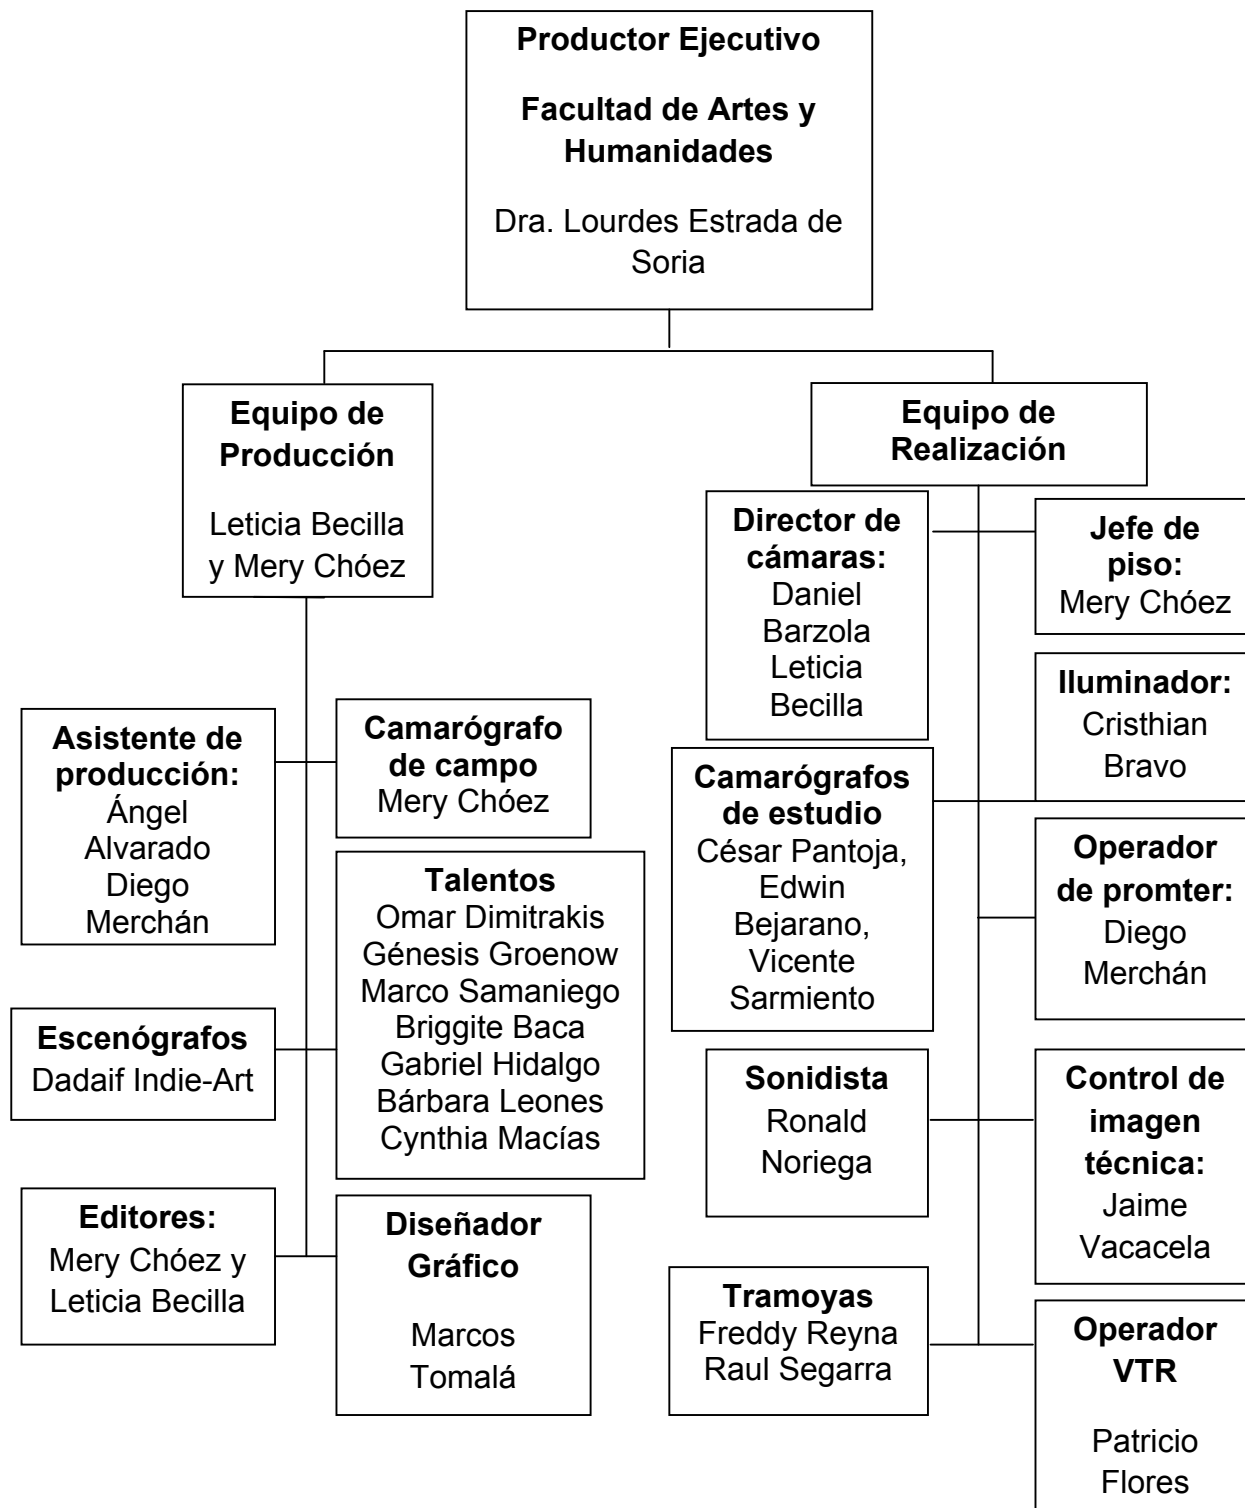 Productor Ejecutivo
Facultad de Artes y
Humanidades
Dra. Lourdes Estrada de
Soria
Equipo de
Producción
Leticia Becilla
y Mery Chóez
Asistente de
producción:
Ángel
Alvarado
Diego
Merchán
Camarógrafo
de campo
Mery Chóez
Talentos
Omar Dimitrakis
Génesis Groenow
Marco Samaniego
Briggite Baca
Gabriel Hidalgo
Bárbara Leones
Cynthia Macías
Escenógrafos
Dadaif Indie-Art
Editores:
Mery Chóez y
Leticia Becilla
Diseñador
Gráfico
Marcos
Tomalá
Equipo de
Realización
Director de
cámaras:
Daniel
Barzola
Leticia
Becilla
Jefe de
piso:
Mery Chóez
Iluminador:
Cristhian
Bravo
Camarógrafos
de estudio
César Pantoja,
Edwin
Bejarano,
Vicente
Sarmiento
Operador
de promter:
Diego
Merchán
Sonidista
Ronald
Noriega
Control de
imagen
técnica:
Jaime
Vacacela
Tramoyas
Freddy Reyna
Raul Segarra
Operador
VTR
Patricio
Flores